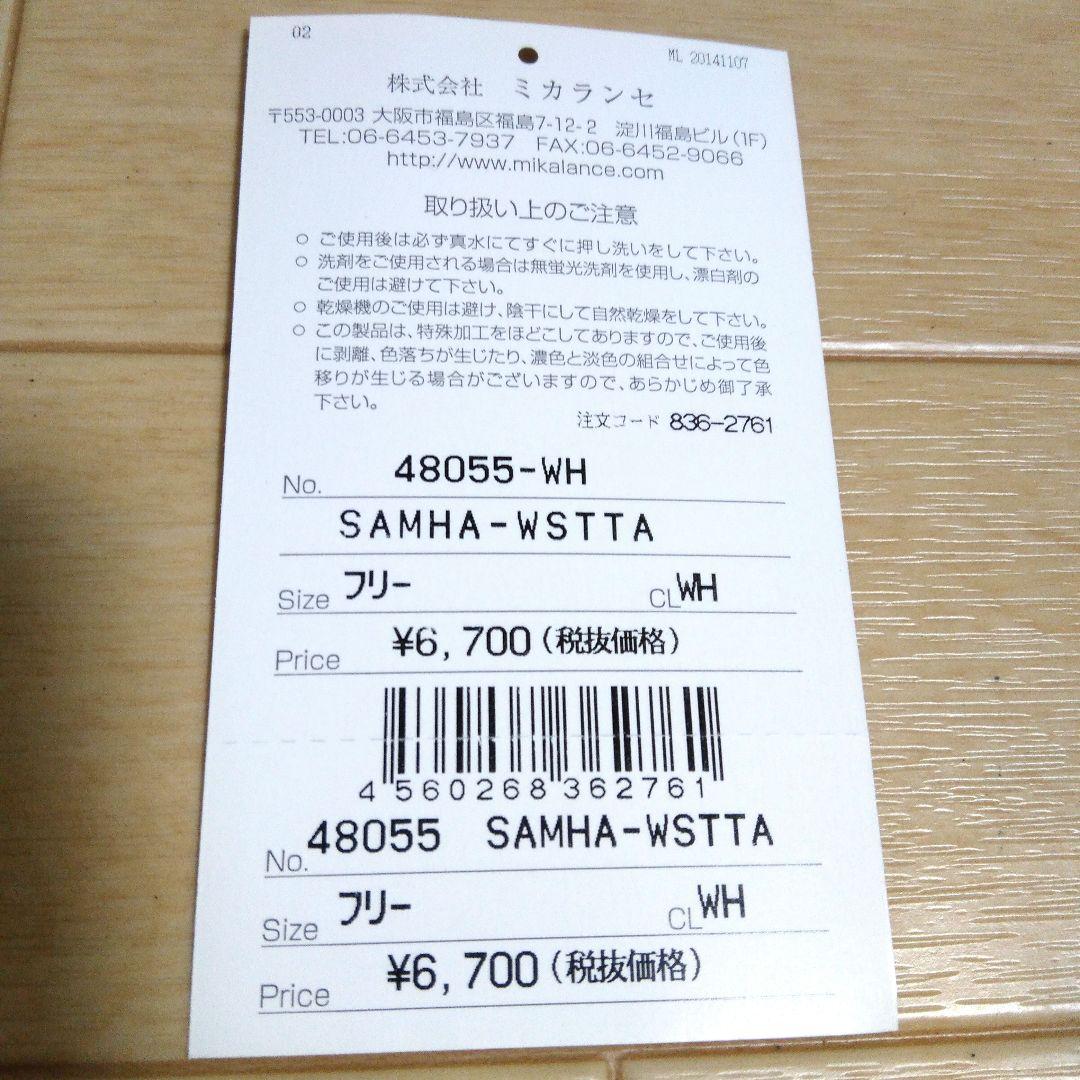 02
ML 20141107
株式会社 ミカランセ
〒553-0003 大阪市福島区福島7-12-2 淀川福島ビル(1F)
TEL:06-6453-7937 FAX:06-6452-9066
http://www.mikalance.com
取り扱い上のご注意
○ ご使用後は必ず真水にてすぐに押し洗いをして下さい。
○ 洗剤をご使用される場合は無蛍光洗剤を使用し、漂白剤の
ご使用は避けて下さい。
○ 乾燥機のご使用は避け、陰干にして自然乾燥をして下さい。
○ この製品は、特殊加工をほどこしてありますので、ご使用後
に剥離、色落ちが生じたり、濃色と淡色の組合せによって色
移りが生じる場合がございますので、あらかじめ御了承
下さい。
注文コード 836-2761
No. 48055-WH
SAMHA-WSTTA
Size フリー CL WH
Price ¥6,700(税抜価格)
4 560268 362761
No. 48055 SAMHA-WSTTA
Size フリー CL WH
Price ¥6,700(税抜価格)